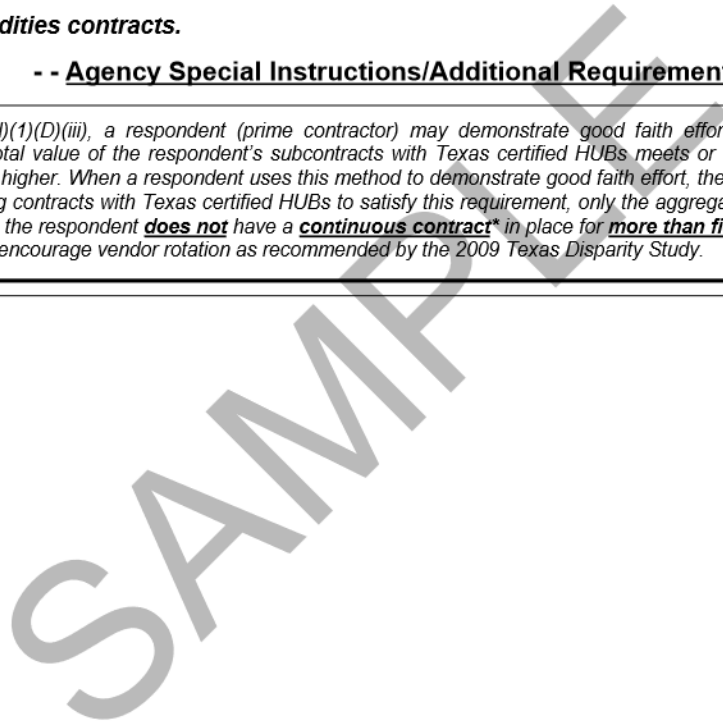 dities contracts.
- - Agency Special Instructions/Additional Requirement
)(1)(D)(iii), a respondent (prime contractor) may demonstrate good faith effor
otal value of the respondent's subcontracts with Texas certified HUBs meets or
higher. When a respondent uses this method to demonstrate good faith effort, the
g contracts with Texas certified HUBs to satisfy this requirement, only the aggrega
the respondent does not have a continuous contract* in place for more than fi
encourage vendor rotation as recommended by the 2009 Texas Disparity Study.
SAMPLE